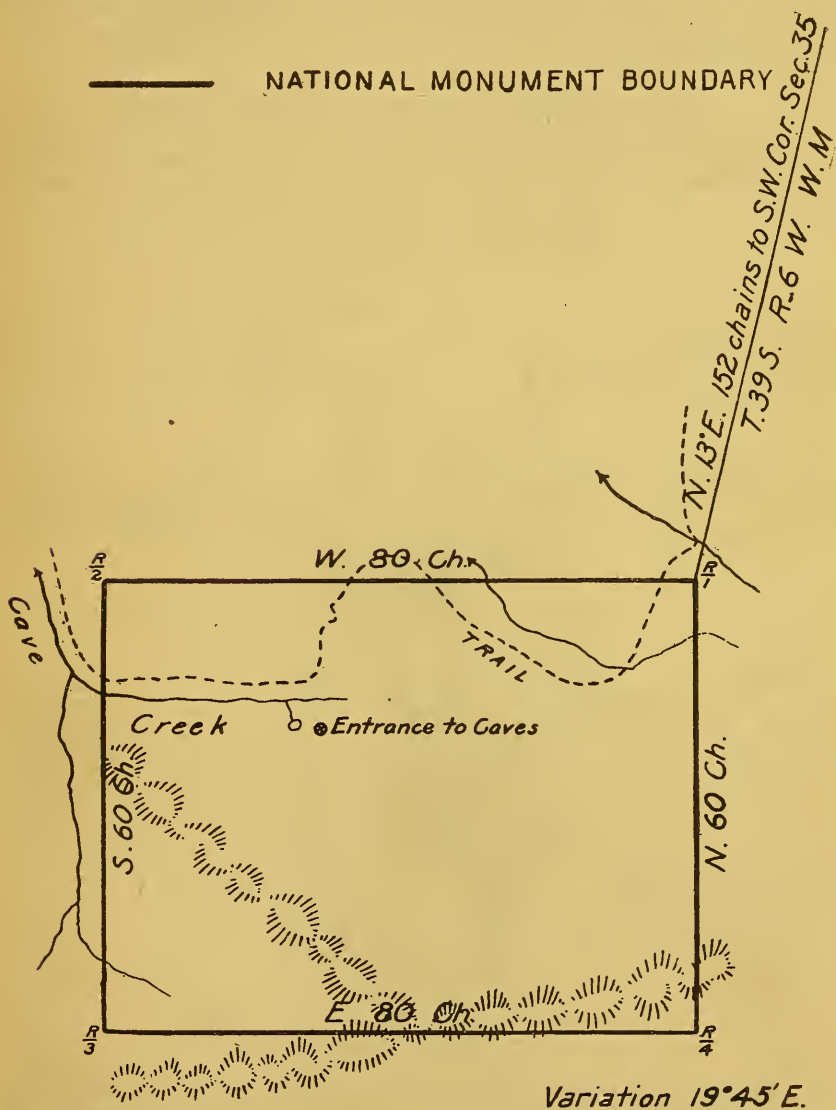 NATIONAL MONUMENT BOUNDARY
N. 13°E. 152 chains to S.W. Cor. Sec. 35
T. 39 S. R-6 W. W. M
R/2
W. 80 Ch.
R/1
Cave
TRAIL
Creek
Entrance to Caves
S. 60 Ch.
N. 60 Ch.
E. 80 Ch.
R/3
R/4
Variation 19°45' E.